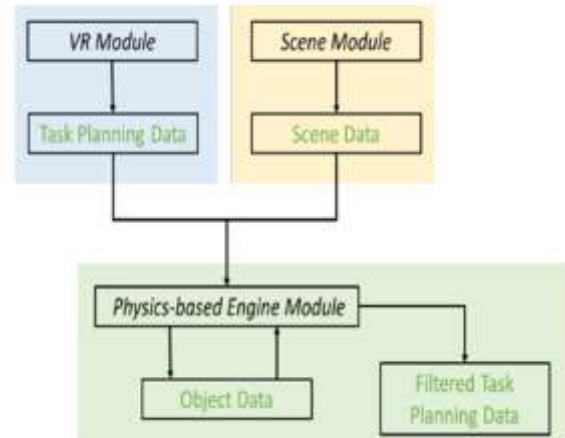 VR Module
Scene Module
Task Planning Data
Scene Data
Physics-based Engine Module
Object Data
Filtered Task
Planning Data